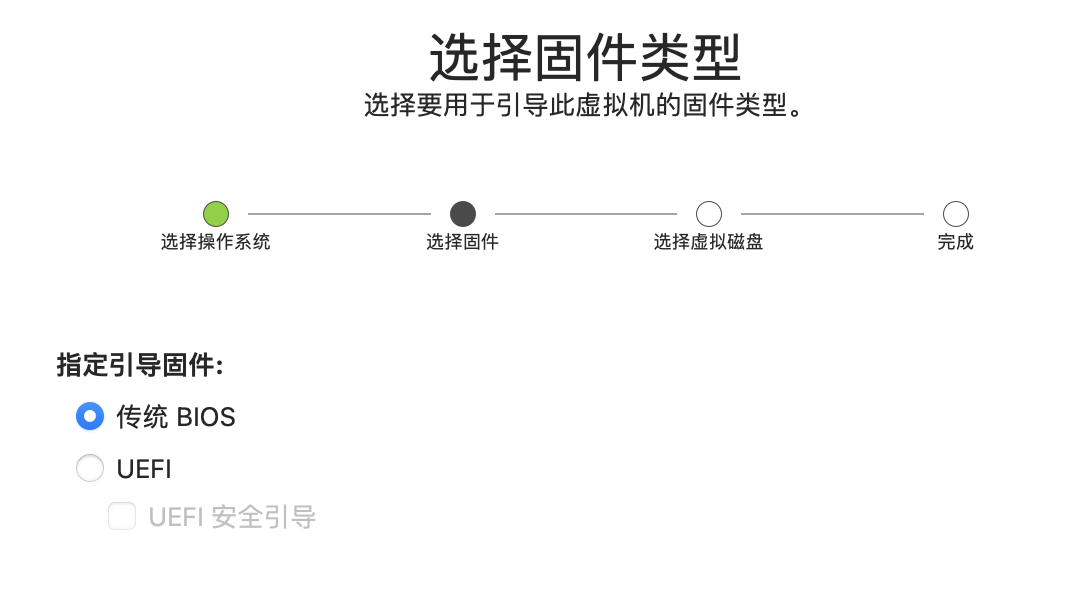 选择固件类型
选择要用于引导此虚拟机的固件类型。
选择操作系统
选择固件
选择虚拟磁盘
完成
指定引导固件:
传统 BIOS
UEFI
UEFI 安全引导